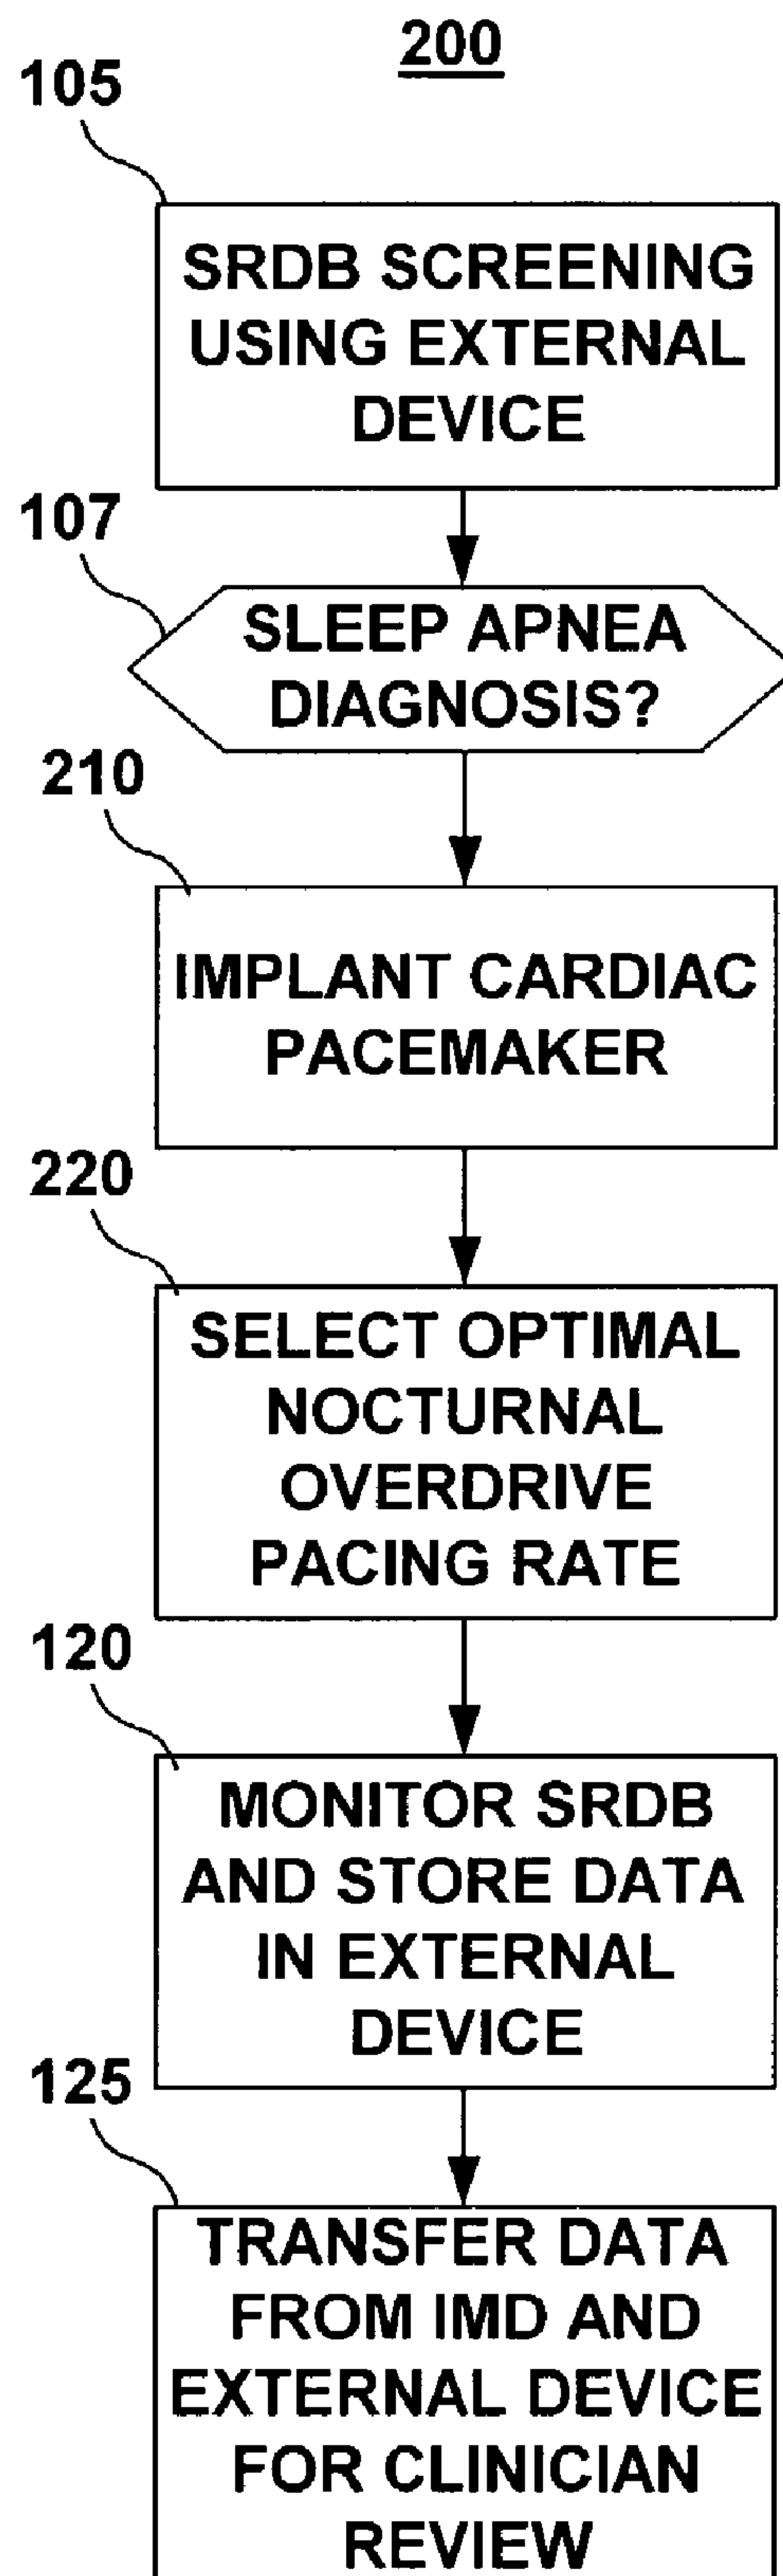 200
105
SRDB SCREENING
USING EXTERNAL
DEVICE
107
SLEEP APNEA
DIAGNOSIS?
210
IMPLANT CARDIAC
PACEMAKER
220
SELECT OPTIMAL
NOCTURNAL
OVERDRIVE
PACING RATE
120
MONITOR SRDB
AND STORE DATA
IN EXTERNAL
DEVICE
125
TRANSFER DATA
FROM IMD AND
EXTERNAL DEVICE
FOR CLINICIAN
REVIEW